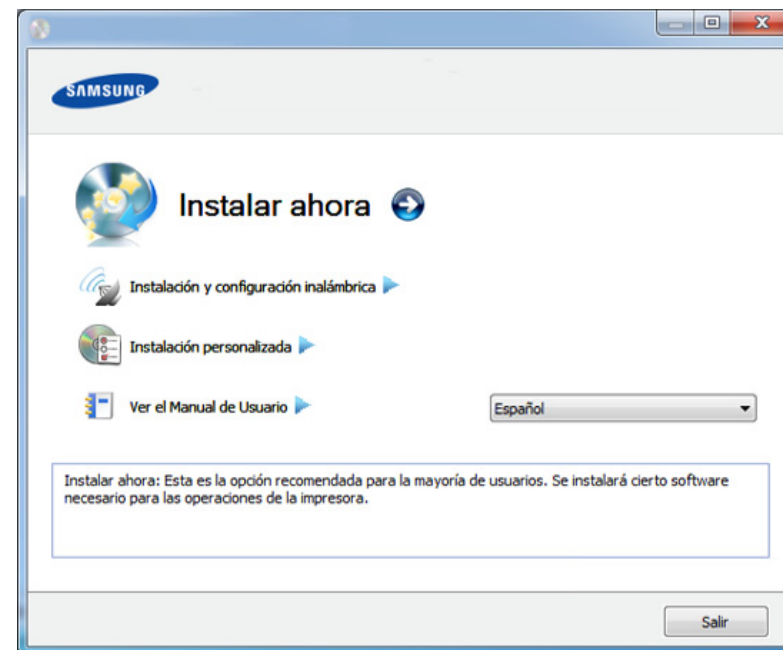 SAMSUNG
Instalar ahora
Instalación y configuración inalámbrica
Instalación personalizada
Ver el Manual de Usuario
Español
Instalar ahora: Esta es la opción recomendada para la mayoría de usuarios. Se instalará cierto software
necesario para las operaciones de la impresora.
Salir